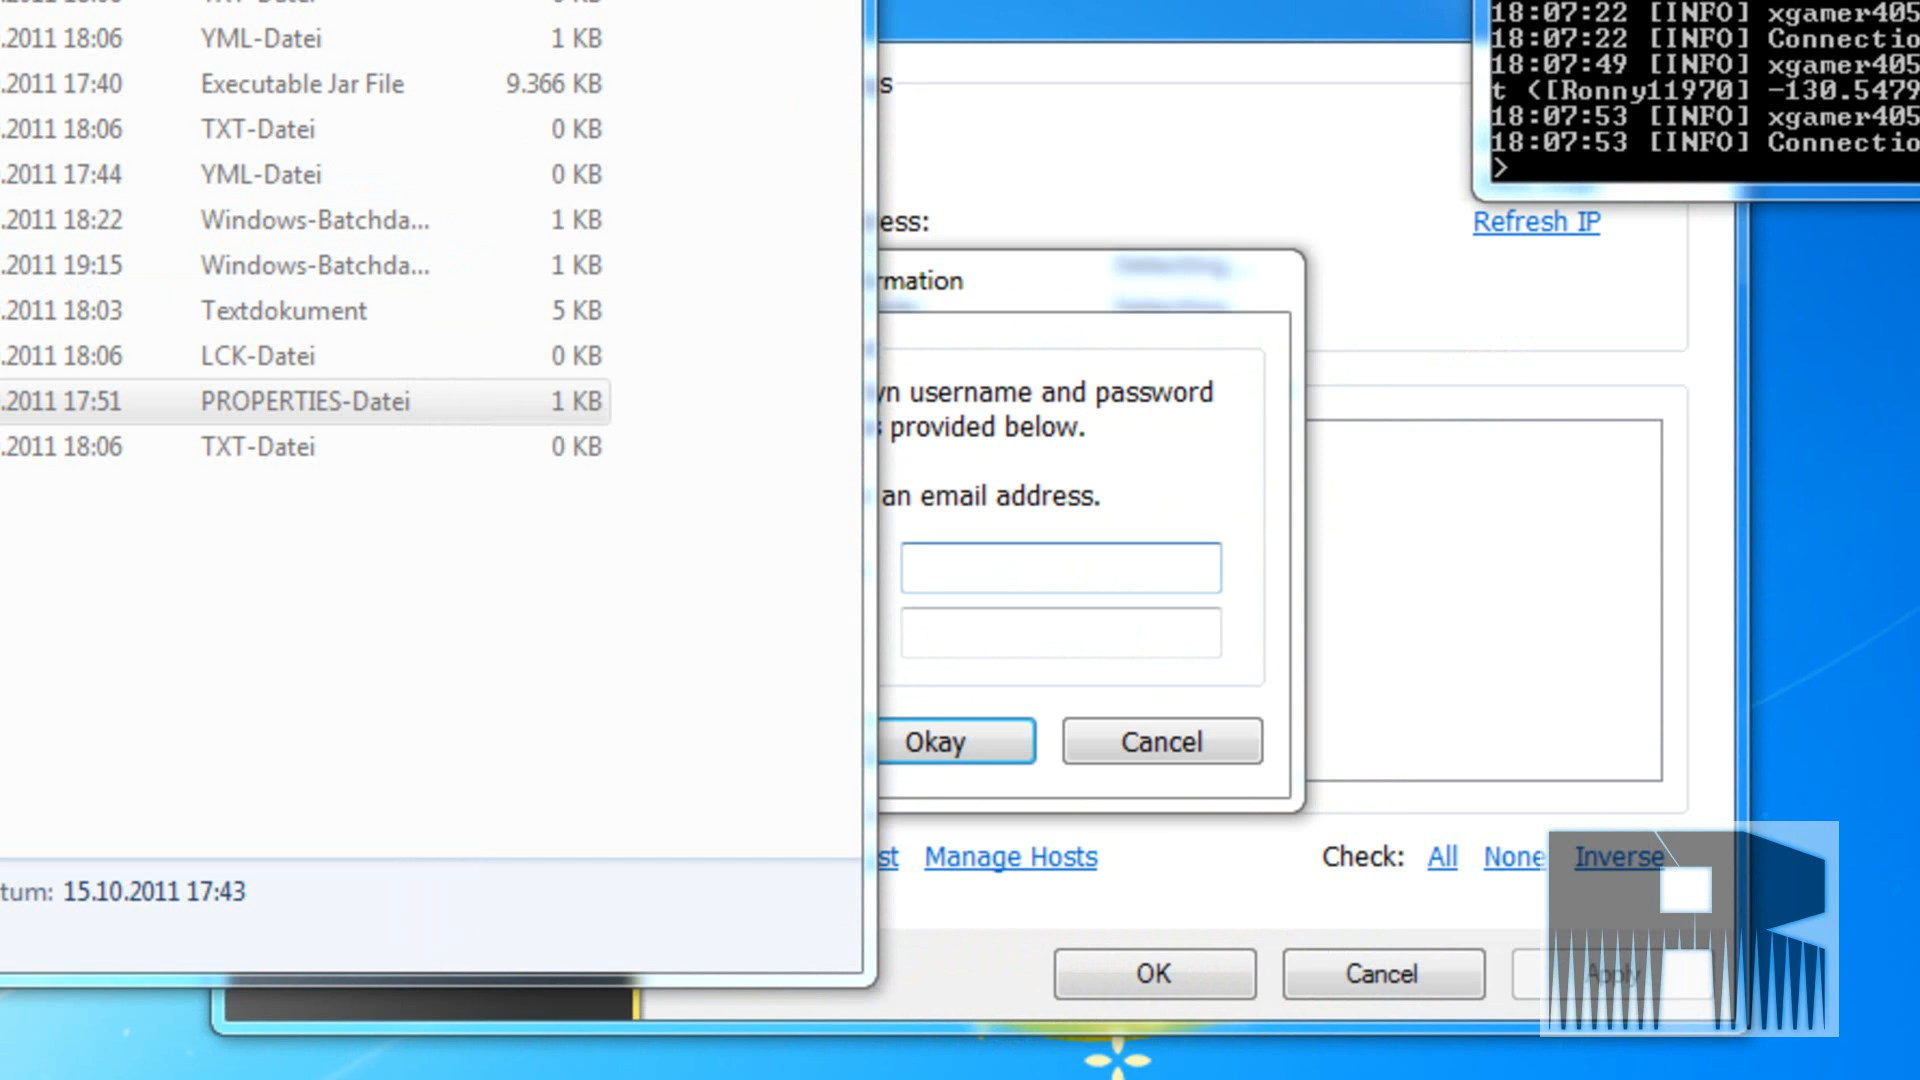 .2011 18:06 YML-Datei 1 KB
.2011 17:40 Executable Jar File 9.366 KB
.2011 18:06 TXT-Datei 0 KB
.2011 17:44 YML-Datei 0 KB
.2011 18:22 Windows-Batchda... 1 KB
.2011 19:15 Windows-Batchda... 1 KB
.2011 18:03 Textdokument 5 KB
.2011 18:06 LCK-Datei 0 KB
.2011 17:51 PROPERTIES-Datei 1 KB
.2011 18:06 TXT-Datei 0 KB
tum: 15.10.2011 17:43
s
ess:
Refresh IP
rmation
username and password
provided below.
an email address.
Okay Cancel
st Manage Hosts
Check: All None Inverse
OK Cancel Apply
18:07:22 [INFO] xgamer405
18:07:22 [INFO] Connectio
18:07:49 [INFO] xgamer405
t ([Ronny11970] -130.5479
18:07:53 [INFO] xgamer405
18:07:53 [INFO] Connectio
>